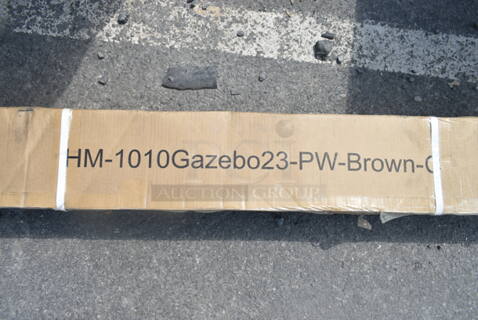 HM-1010Gazebo23-PW-Brown-C
AUCTION GROUP